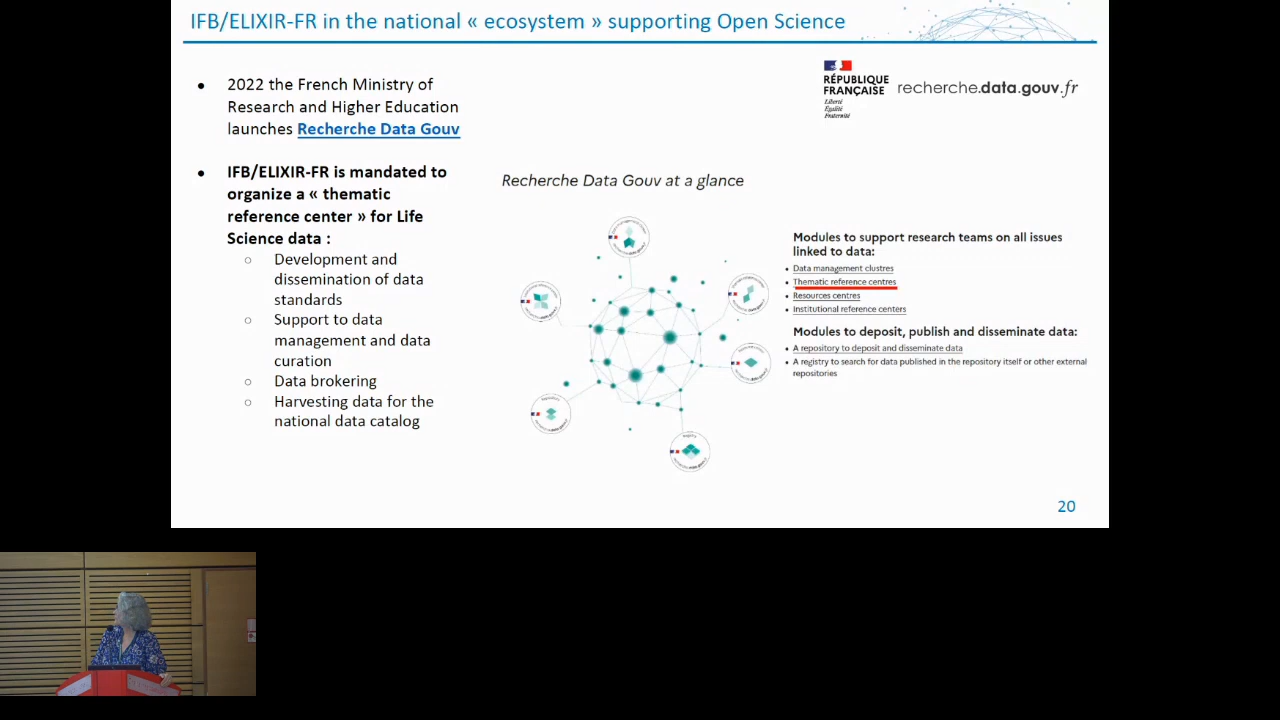 IFB/ELIXIR-FR in the national « ecosystem » supporting Open Science
RÉPUBLIQUE
FRANÇAISE
Liberté
Égalité
Fraternité
recherche.data.gouv.fr
● 2022 the French Ministry of
Research and Higher Education
launches Recherche Data Gouv
● IFB/ELIXIR-FR is mandated to
organize a « thematic
reference center » for Life
Science data :
○ Development and
dissemination of data
standards
○ Support to data
management and data
curation
○ Data brokering
○ Harvesting data for the
national data catalog
Recherche Data Gouv at a glance
Modules to support research teams on all issues
linked to data:
• Data management clustres
• Thematic reference centres
• Resources centres
• Institutional reference centers
Modules to deposit, publish and disseminate data:
• A repository to deposit and disseminate data
• A registry to search for data published in the repository itself or other external
repositories
20